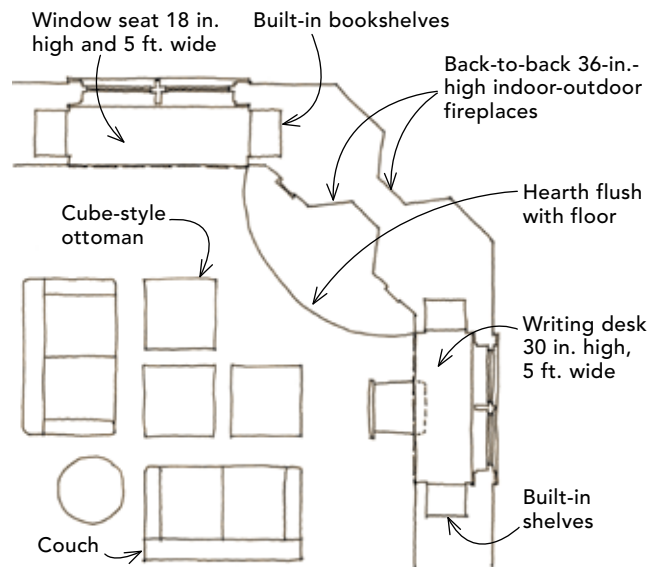 Window seat 18 in.
high and 5 ft. wide
Built-in bookshelves
Back-to-back 36-in.-
high indoor-outdoor
fireplaces
Hearth flush
with floor
Cube-style
ottoman
Writing desk
30 in. high,
5 ft. wide
Built-in
shelves
Couch